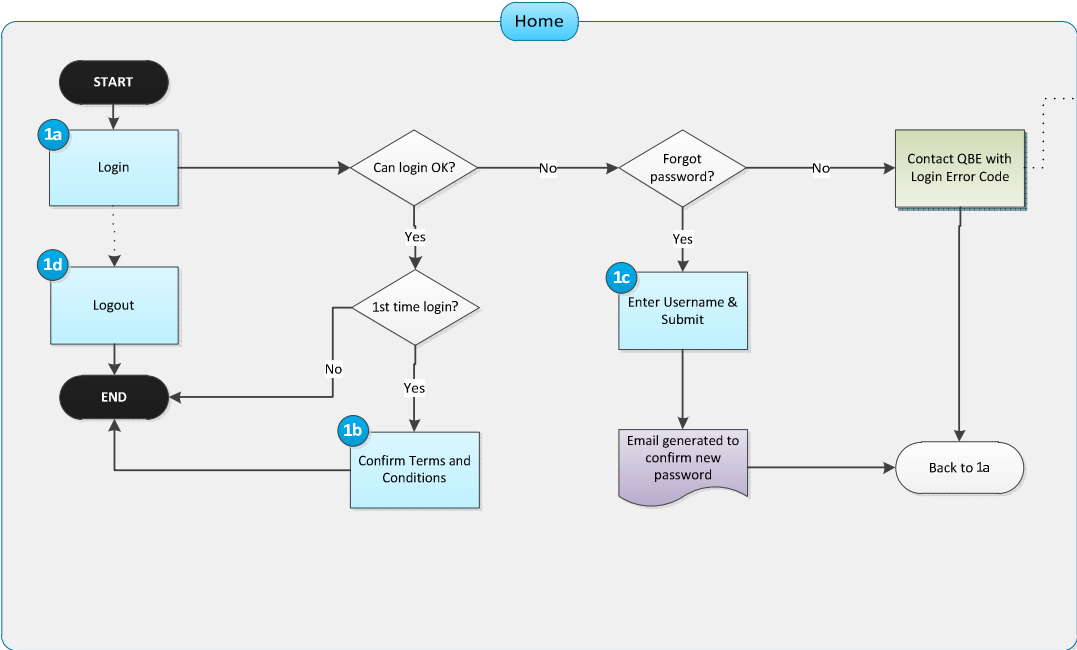 Home
START
1a
Login
Can login OK?
No
Forgot
password?
No
Contact QBE with
Login Error Code
Yes
Yes
1d
Logout
1st time login?
1c
Enter Username &
Submit
No
Yes
END
1b
Confirm Terms and
Conditions
Email generated to
confirm new
password
Back to 1a